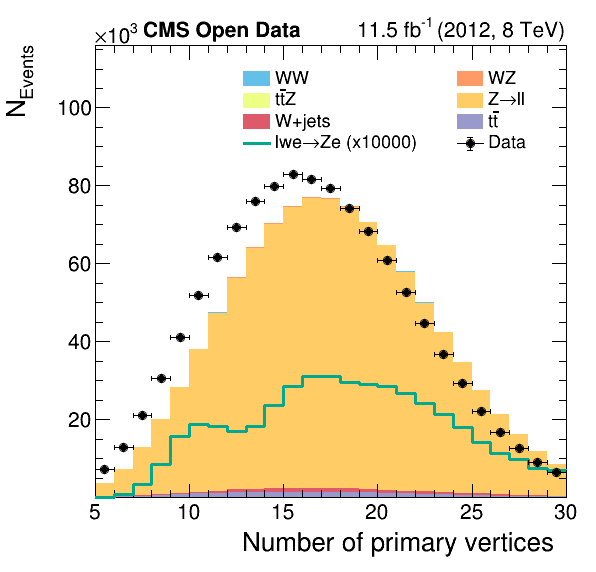 ×10³ CMS Open Data 11.5 fb⁻¹ (2012, 8 TeV)
N_Events
WW WZ
tt̄Z Z→ll
W+jets tt̄
lwe→Ze (x10000) Data
100
80
60
40
20
5 10 15 20 25 30
Number of primary vertices